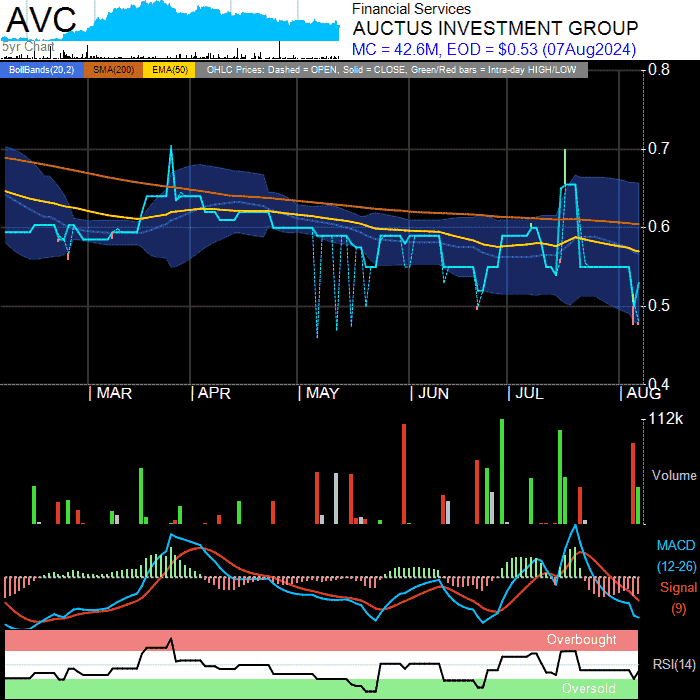 AVC
5yr Chart
Financial Services
AUCTUS INVESTMENT GROUP
MC = 42.6M, EOD = $0.53 (07Aug2024)
BollBands(20,2) SMA(200) EMA(50) OHLC Prices: Dashed = OPEN, Solid = CLOSE, Green/Red bars = Intra-day HIGH/LOW
0.8
0.7
0.6
0.5
0.4
MAR APR MAY JUN JUL AUG
112k
Volume
MACD
(12-26)
Signal
(9)
Overbought
RSI(14)
Oversold